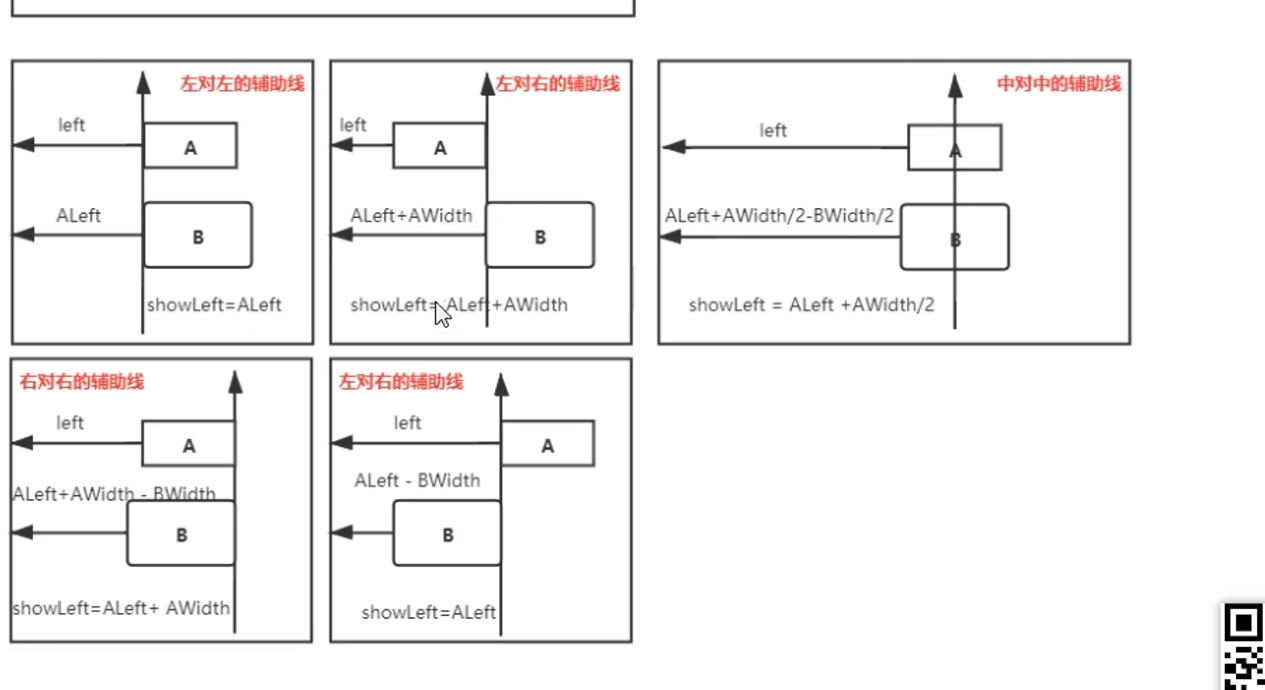 左对左的辅助线
left
A
ALeft
B
showLeft=ALeft
左对右的辅助线
left
A
ALeft+AWidth
B
showLeft= ALeft+AWidth
中对中的辅助线
left
A
ALeft+AWidth/2-BWidth/2
B
showLeft = ALeft +AWidth/2
右对右的辅助线
left
A
ALeft+AWidth - BWidth
B
showLeft=ALeft+ AWidth
左对右的辅助线
left
A
ALeft - BWidth
B
showLeft=ALeft